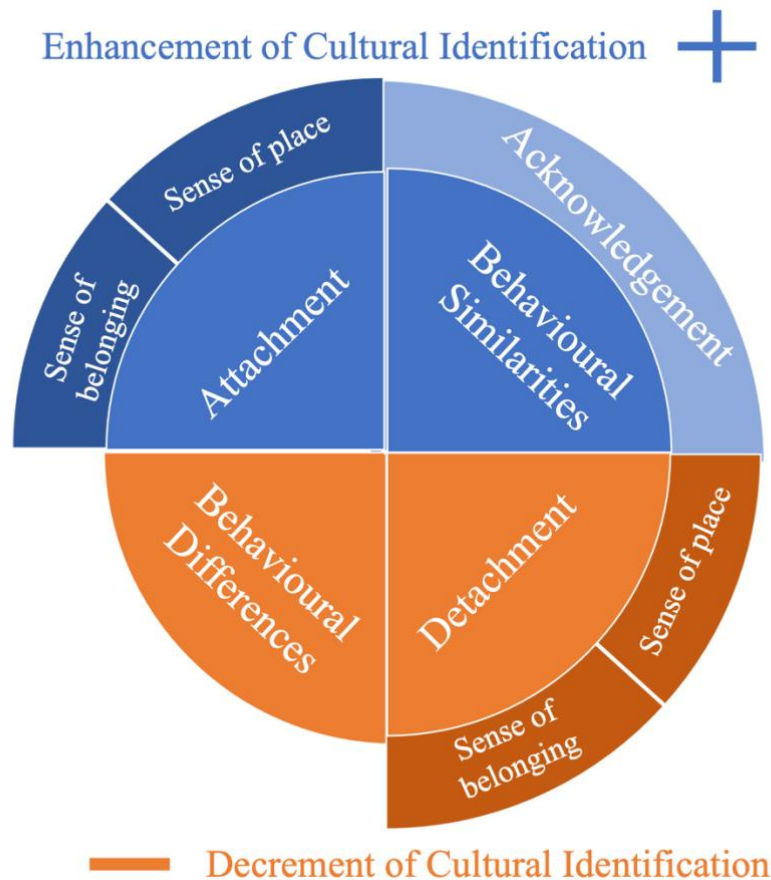 Enhancement of Cultural Identification
Sense of place
Sense of
belonging
Attachment
Acknowledgement
Behavioural
Similarities
Behavioural
Differences
Detachment
Sense of place
Sense of
belonging
Decrement of Cultural Identification